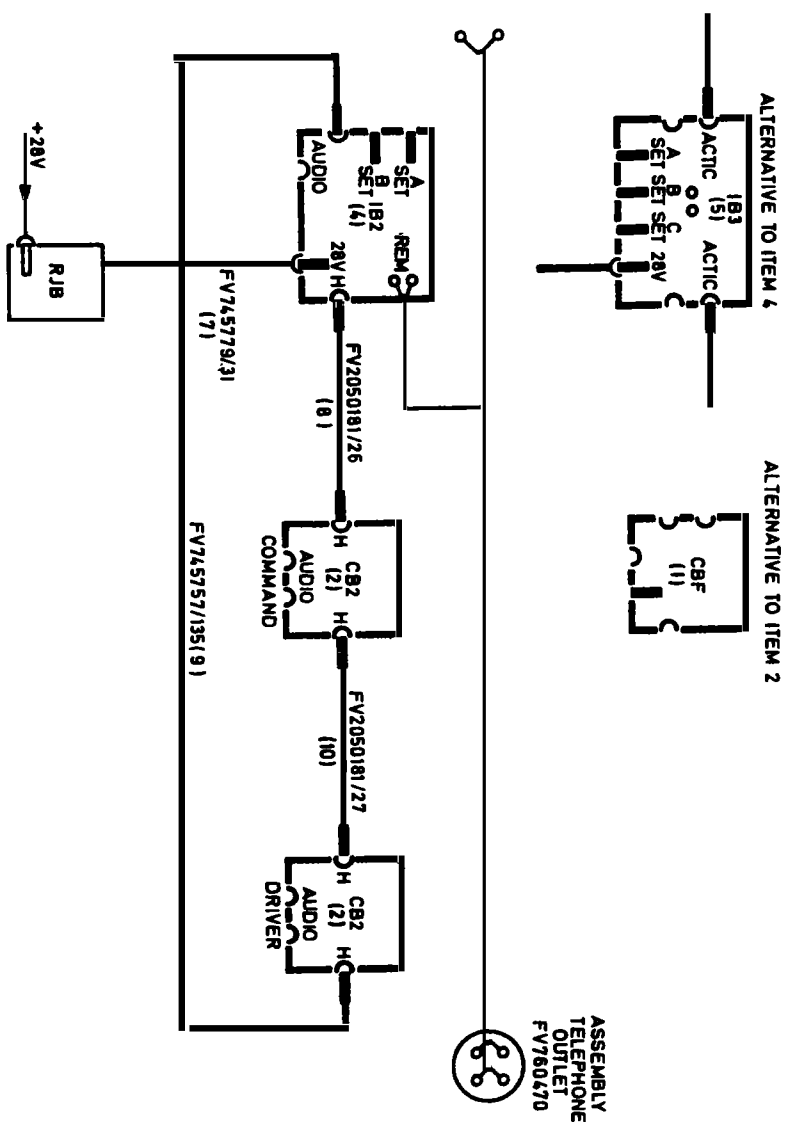 ALTERNATIVE TO ITEM 4
IB3
(5)
ACTIC
ACTIC
A
B
C
SET
SET
SET
28V
ALTERNATIVE TO ITEM 2
CBF
(1)
ASSEMBLY
TELEPHONE
OUTLET
FV760470
A
SET
B
SET
IB2
(4)
REM
AUDIO
28V
H
FV2050181/26
(8)
H
CB2
(2)
H
AUDIO
COMMAND
FV2050181/27
(10)
H
CB2
(2)
H
AUDIO
DRIVER
FV745779/31
(7)
FV745757/135(9)
+28V
RJB